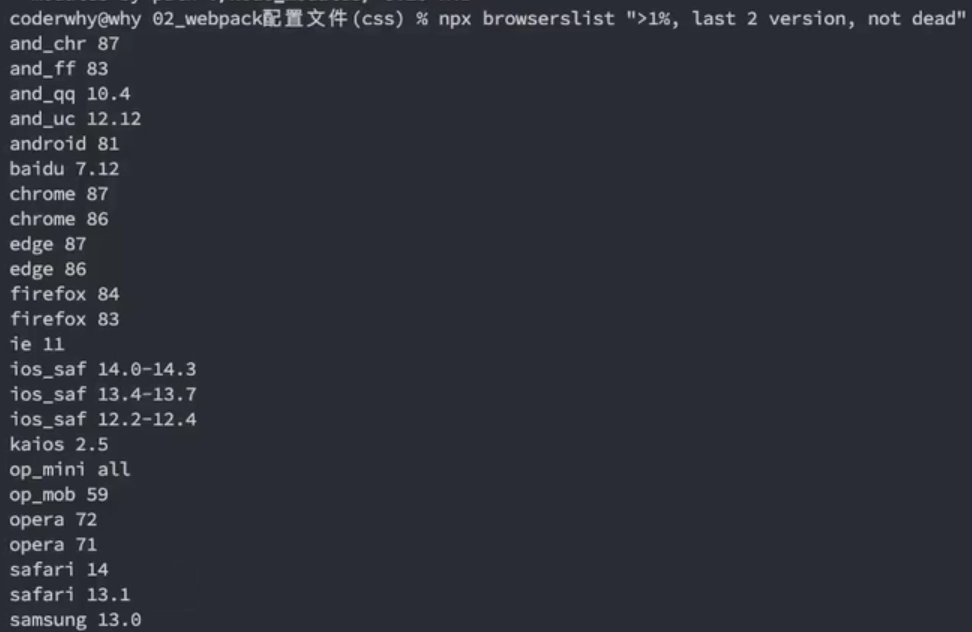 coderwhy@why 02_webpack配置文件(css) % npx browserslist ">1%, last 2 version, not dead"
and_chr 87
and_ff 83
and_qq 10.4
and_uc 12.12
android 81
baidu 7.12
chrome 87
chrome 86
edge 87
edge 86
firefox 84
firefox 83
ie 11
ios_saf 14.0-14.3
ios_saf 13.4-13.7
ios_saf 12.2-12.4
kaios 2.5
op_mini all
op_mob 59
opera 72
opera 71
safari 14
safari 13.1
samsung 13.0